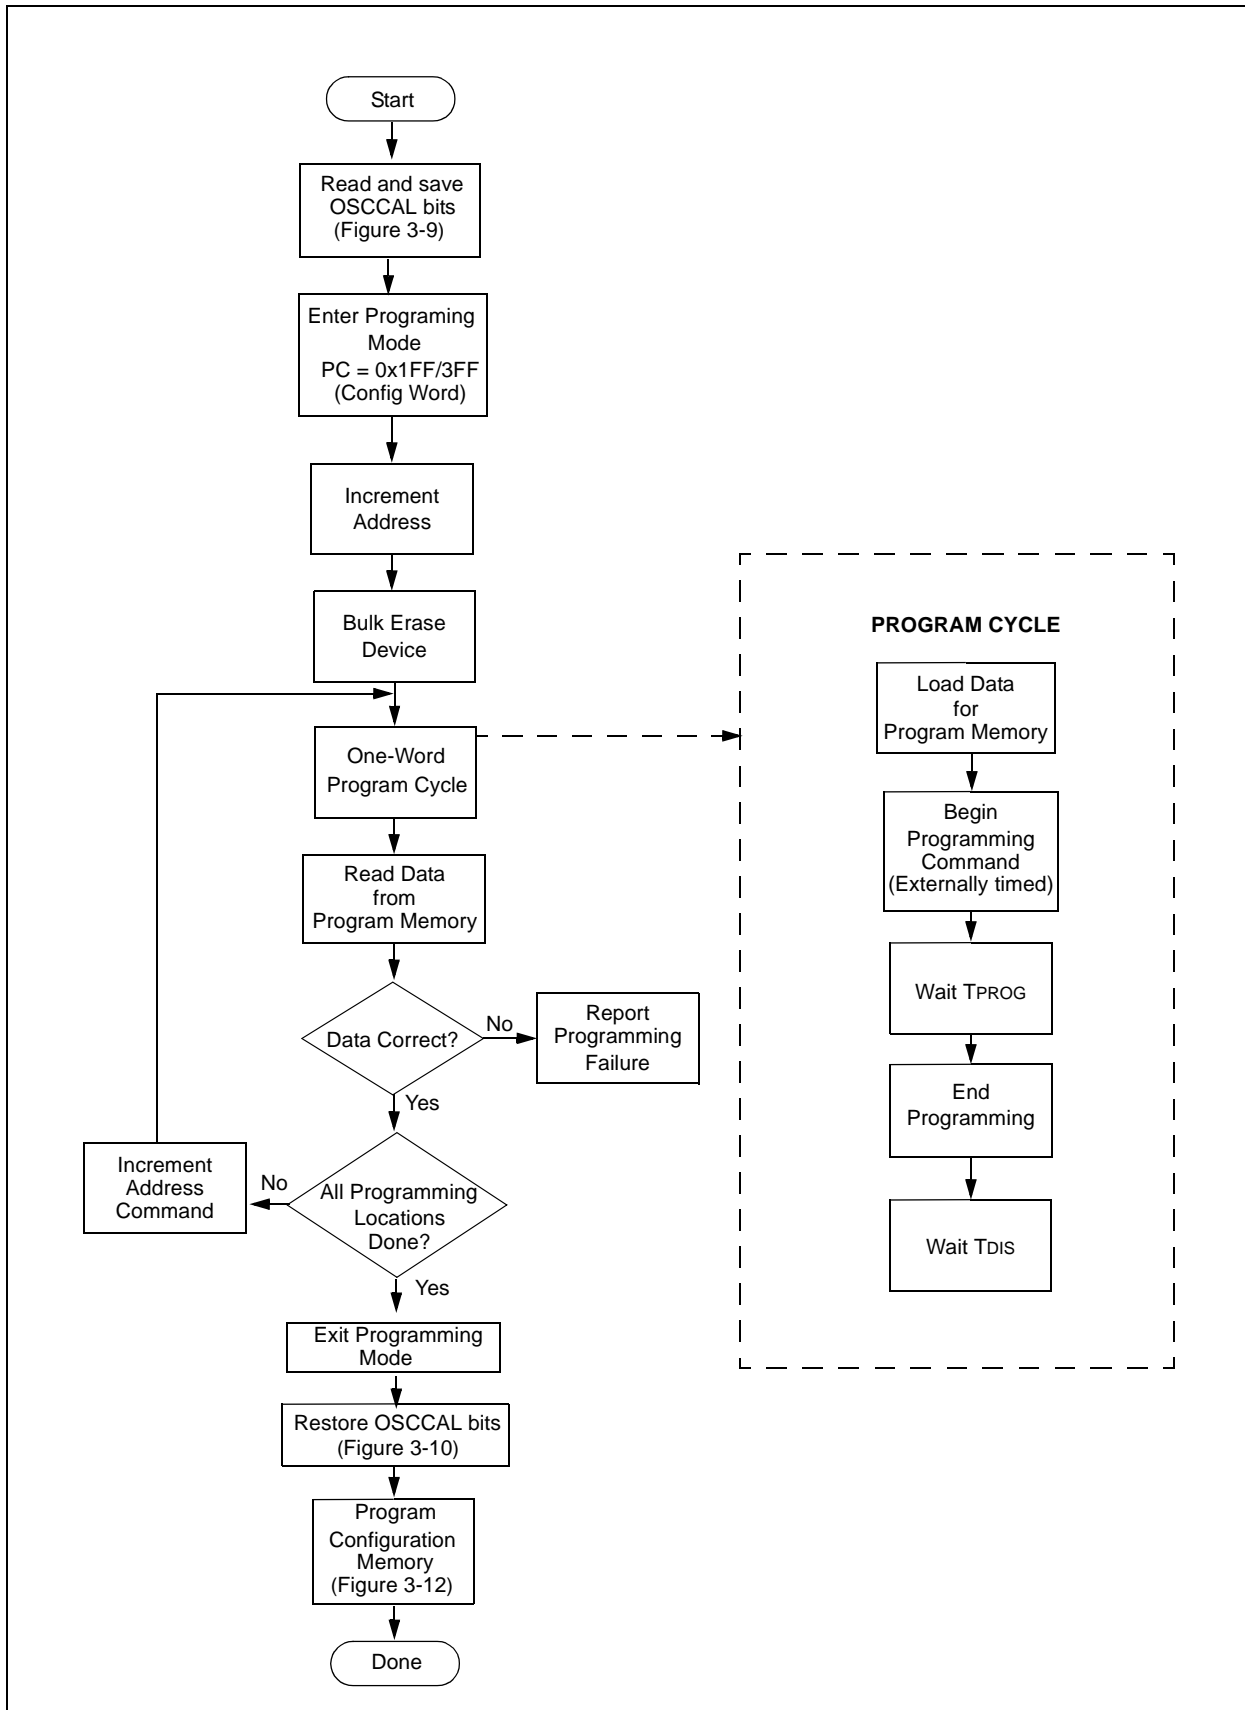 Start
Read and save
OSCCAL bits
(Figure 3-9)
Enter Programing
Mode
PC = 0x1FF/3FF
(Config Word)
Increment
Address
Bulk Erase
Device
One-Word
Program Cycle
Read Data
from
Program Memory
Data Correct?
No
Report
Programming
Failure
Yes
All Programming
Locations
Done?
No
Increment
Address
Command
Yes
Exit Programming
Mode
Restore OSCCAL bits
(Figure 3-10)
Program
Configuration
Memory
(Figure 3-12)
Done
PROGRAM CYCLE
Load Data
for
Program Memory
Begin
Programming
Command
(Externally timed)
Wait TPROG
End
Programming
Wait TDIS